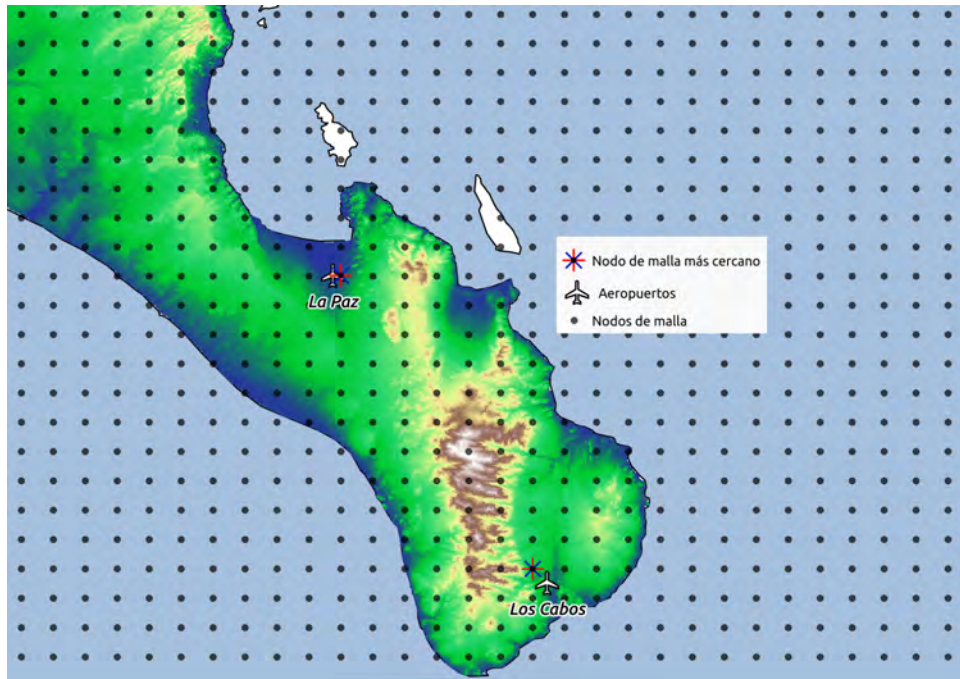 Nodo de malla más cercano
Aeropuertos
Nodos de malla
La Paz
Los Cabos